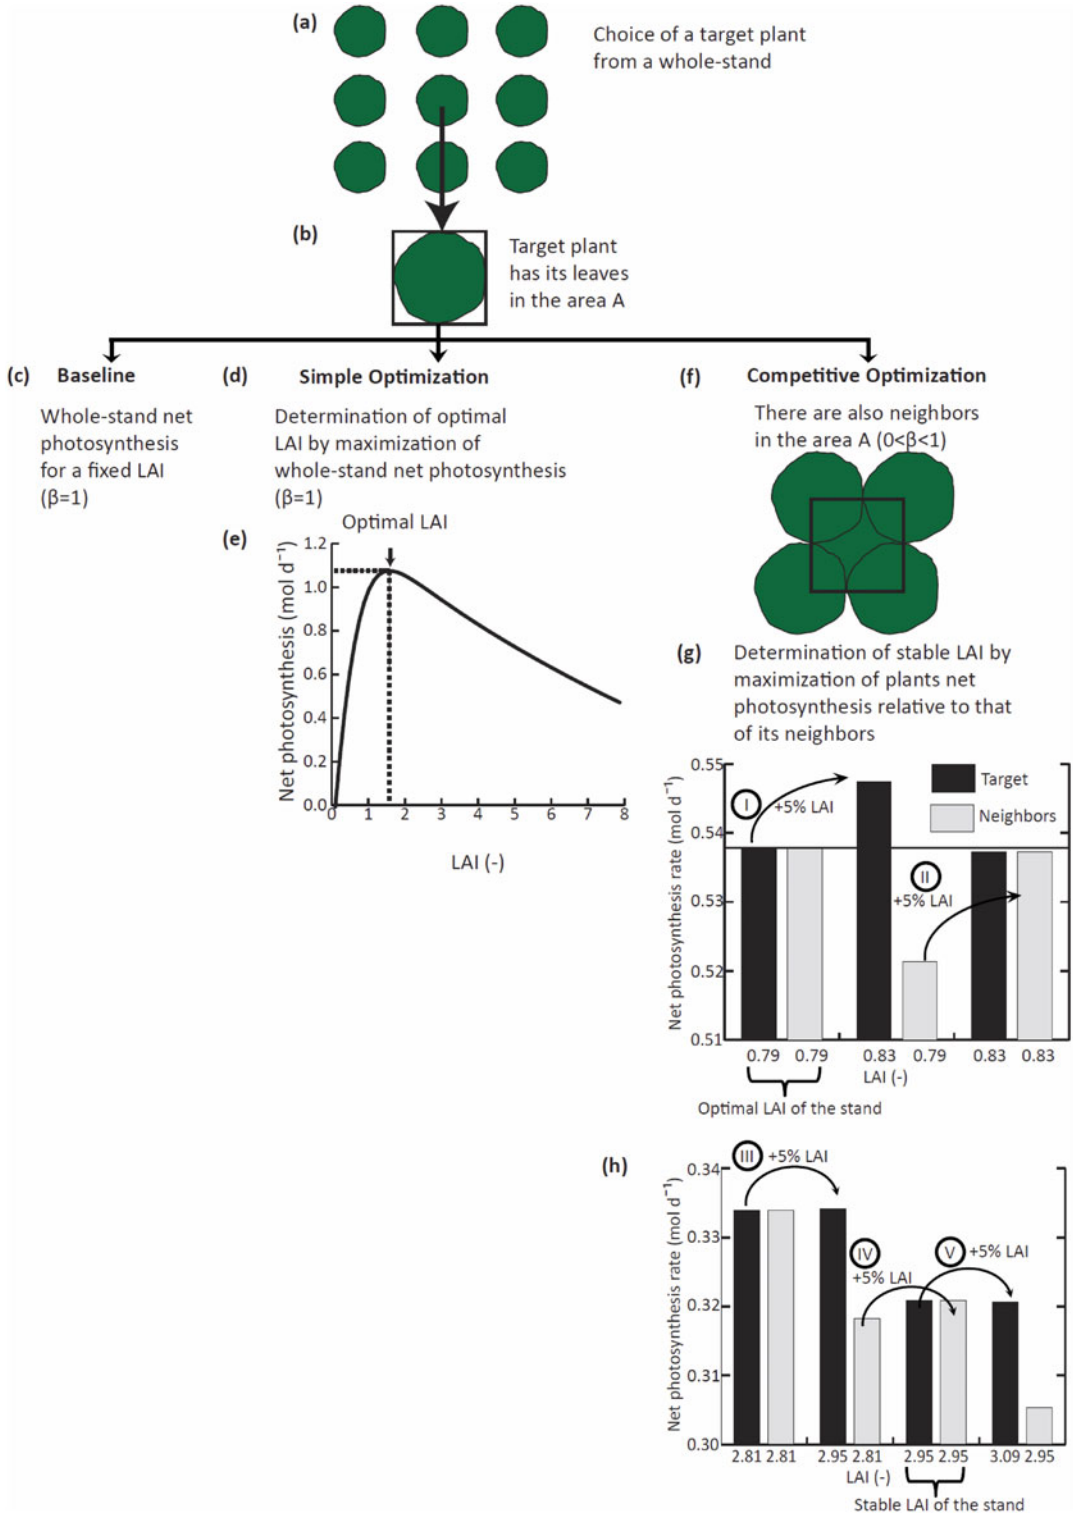 (a)
Choice of a target plant
from a whole-stand
(b)
Target plant
has its leaves
in the area A
(c) Baseline
Whole-stand net
photosynthesis
for a fixed LAI
(β=1)
(d) Simple Optimization
Determination of optimal
LAI by maximization of
whole-stand net photosynthesis
(β=1)
(e)
Optimal LAI
Net photosynthesis (mol d⁻¹)
1.2
1.0
0.8
0.6
0.4
0.2
0.0
0 1 2 3 4 5 6 7 8
LAI (-)
(f) Competitive Optimization
There are also neighbors
in the area A (0<β<1)
(g) Determination of stable LAI by
maximization of plants net
photosynthesis relative to that
of its neighbors
Net photosynthesis rate (mol d⁻¹)
0.55
0.54
0.53
0.52
0.51
Target
Neighbors
I
+5% LAI
II
+5% LAI
0.79 0.79 0.83 0.79 0.83 0.83
LAI (-)
Optimal LAI of the stand
(h)
Net photosynthesis rate (mol d⁻¹)
0.34
0.33
0.32
0.31
0.30
III +5% LAI
IV
+5% LAI
V +5% LAI
2.81 2.81 2.95 2.81 2.95 2.95 3.09 2.95
LAI (-)
Stable LAI of the stand